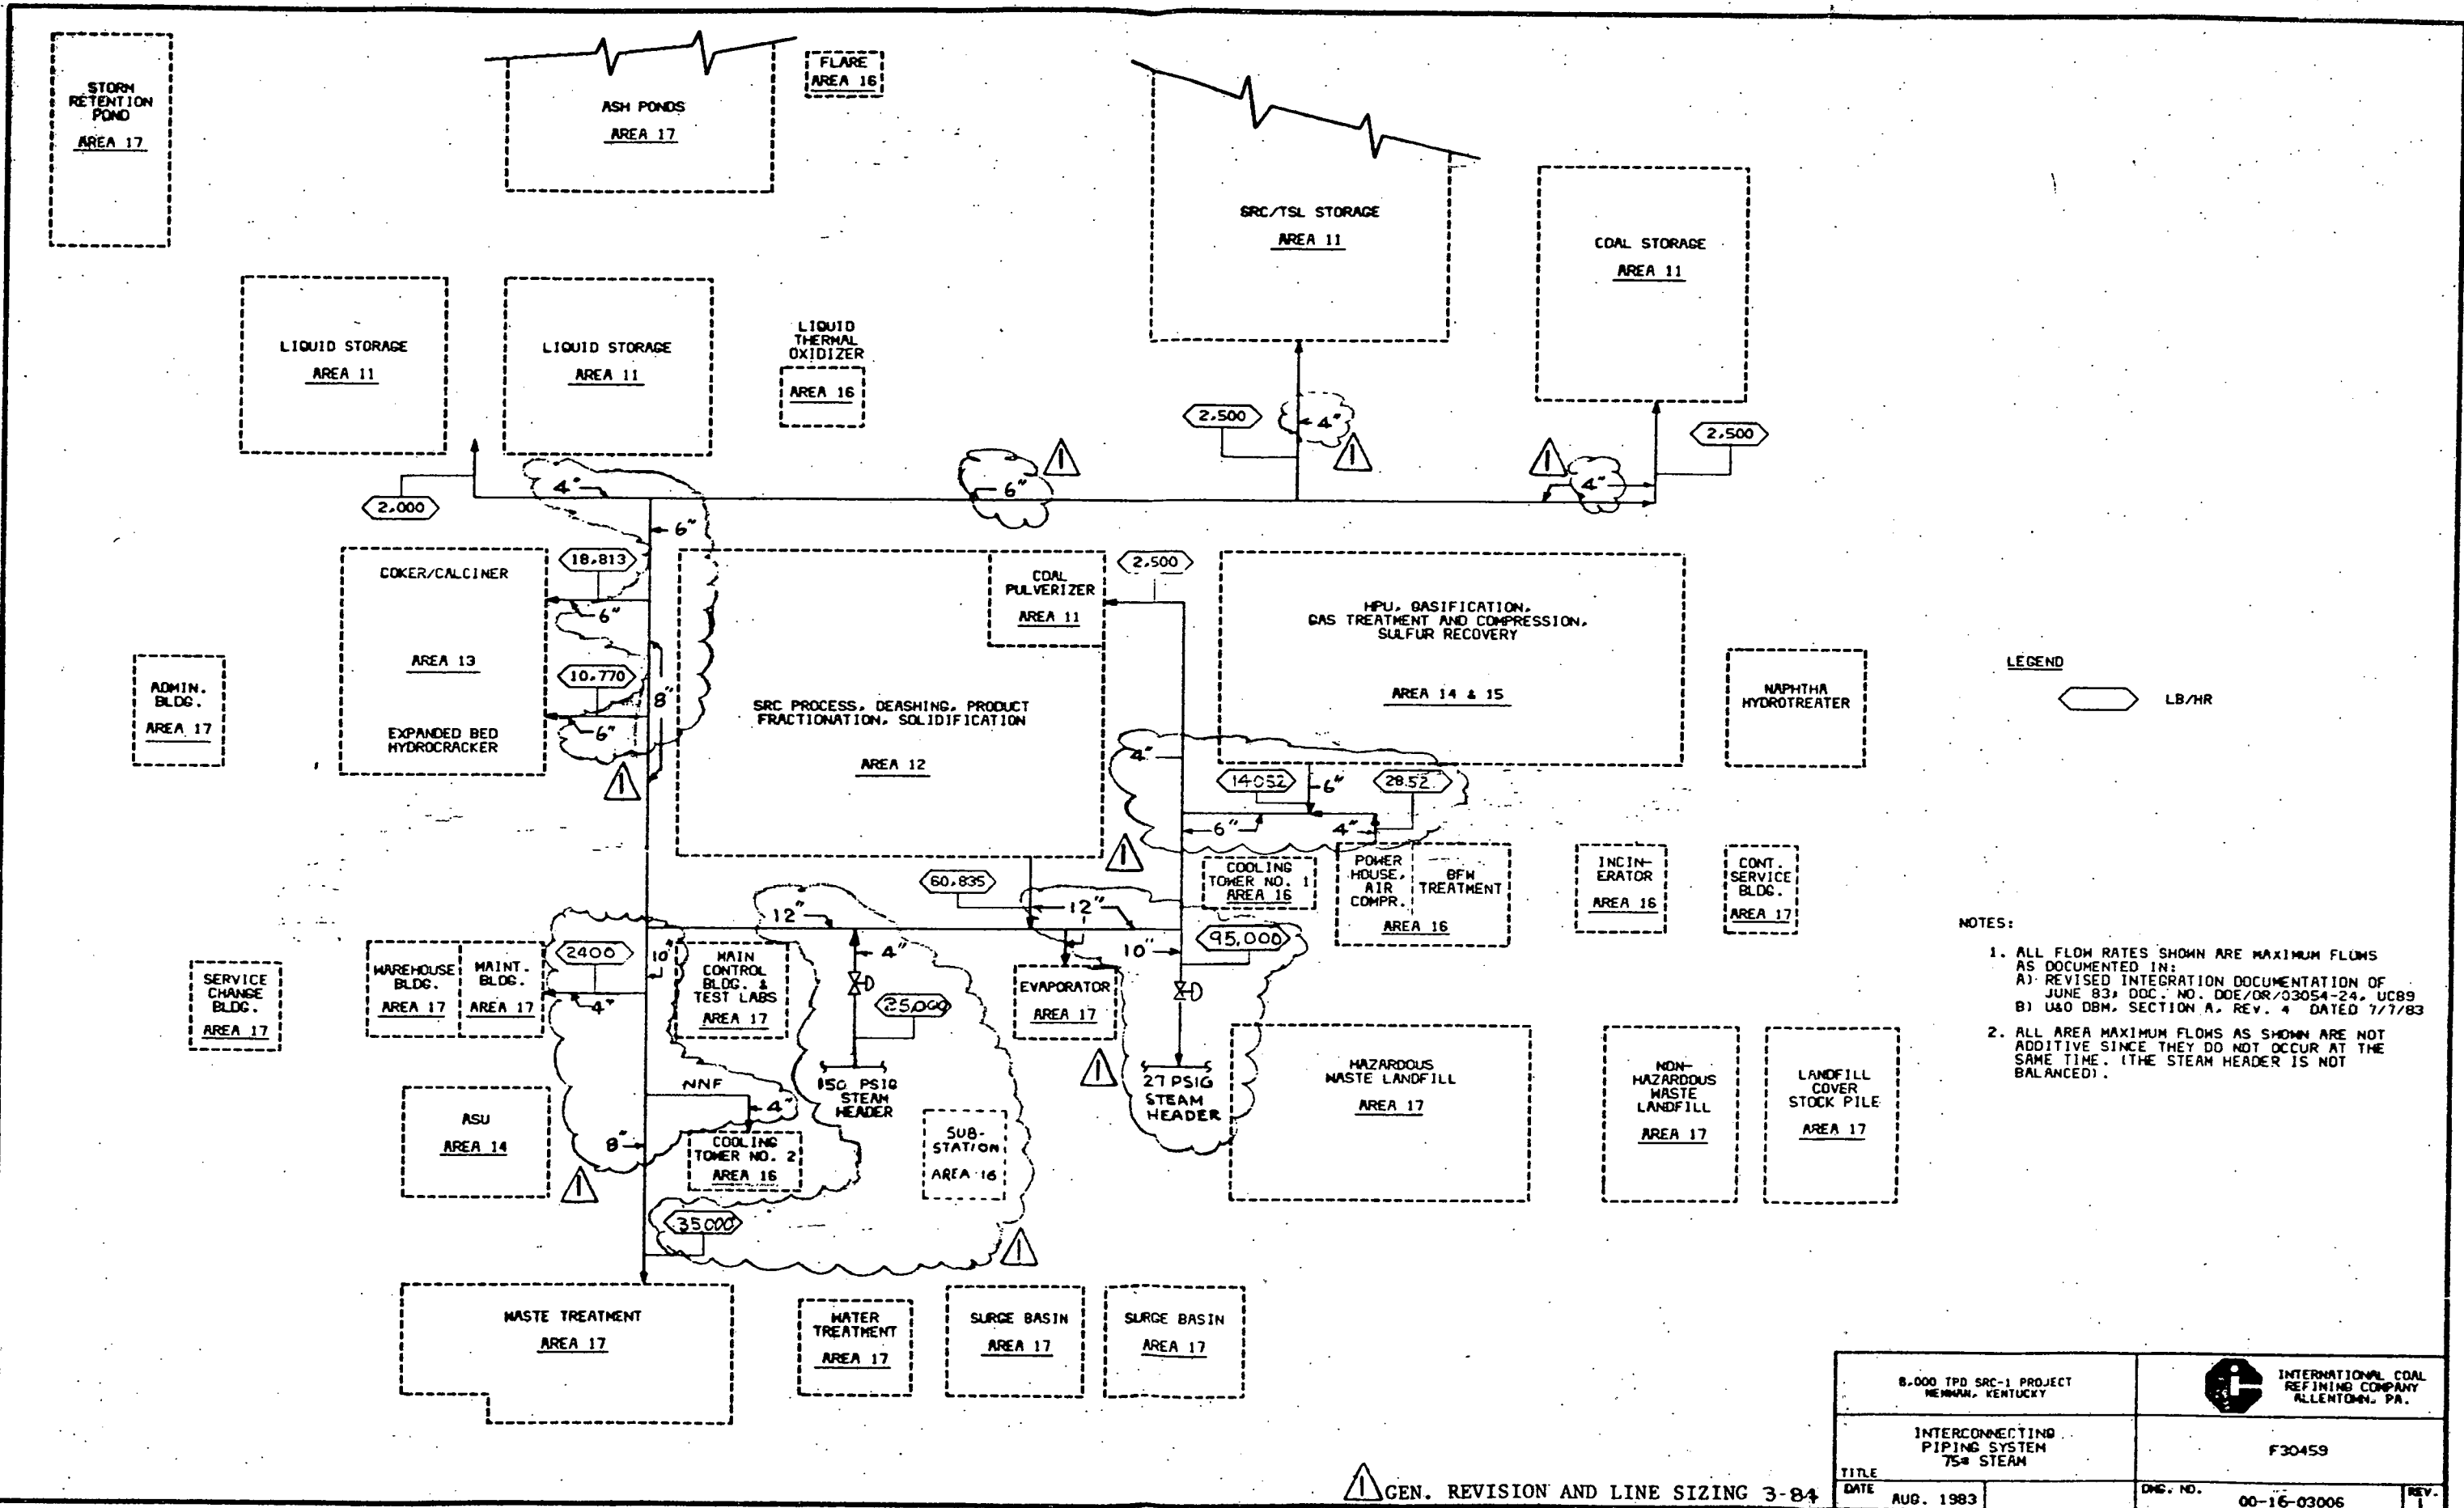 STORM
RETENTION
POND
AREA 17
ASH PONDS
AREA 17
FLARE
AREA 16
SRC/TSL STORAGE
AREA 11
COAL STORAGE
AREA 11
LIQUID STORAGE
AREA 11
LIQUID STORAGE
AREA 11
LIQUID
THERMAL
OXIDIZER
AREA 16
2,500
4"
1
2,500
1
6"
1
4"
4"
2,000
6"
COKER/CALCINER
18,813
6"
AREA 13
10,770
8"
6"
EXPANDED BED
HYDROCRACKER
1
ADMIN.
BLDG.
AREA 17
COAL
PULVERIZER
AREA 11
2,500
SRC PROCESS, DEASHING, PRODUCT
FRACTIONATION, SOLIDIFICATION
AREA 12
HPU, GASIFICATION,
GAS TREATMENT AND COMPRESSION,
SULFUR RECOVERY
AREA 14 & 15
NAPHTHA
HYDROTREATER
LEGEND
LB/HR
4"
14052
6"
2852
6"
4"
1
60,835
COOLING
TOWER NO. 1
AREA 16
POWER
HOUSE,
AIR
COMPR.
BFW
TREATMENT
AREA 16
INCIN-
ERATOR
AREA 16
CONT.
SERVICE
BLDG.
AREA 17
12"
12"
10"
95,000
SERVICE
CHANGE
BLDG.
AREA 17
WAREHOUSE
BLDG.
AREA 17
MAINT.
BLDG.
AREA 17
2400
10"
4"
MAIN
CONTROL
BLDG. &
TEST LABS
AREA 17
4"
25,000
150 PSIG
STEAM
HEADER
EVAPORATOR
AREA 17
1
27 PSIG
STEAM
HEADER
HAZARDOUS
WASTE LANDFILL
AREA 17
NON-
HAZARDOUS
WASTE
LANDFILL
AREA 17
LANDFILL
COVER
STOCK PILE
AREA 17
NOTES:
1. ALL FLOW RATES SHOWN ARE MAXIMUM FLOWS
AS DOCUMENTED IN:
A) REVISED INTEGRATION DOCUMENTATION OF
JUNE 83, DOC. NO. DOE/OR/03054-24, UC89
B) U&O DBM, SECTION A, REV. 4 DATED 7/7/83
2. ALL AREA MAXIMUM FLOWS AS SHOWN ARE NOT
ADDITIVE SINCE THEY DO NOT OCCUR AT THE
SAME TIME. (THE STEAM HEADER IS NOT
BALANCED).
ASU
AREA 14
NNF
4"
8"
COOLING
TOWER NO. 2
AREA 16
1
SUB-
STATION
AREA 16
35000
1
WASTE TREATMENT
AREA 17
WATER
TREATMENT
AREA 17
SURGE BASIN
AREA 17
SURGE BASIN
AREA 17
1 GEN. REVISION AND LINE SIZING 3-84
6,000 TPD SRC-1 PROJECT
NEWMAN, KENTUCKY
INTERNATIONAL COAL
REFINING COMPANY
ALLENTOWN, PA.
INTERCONNECTING
PIPING SYSTEM
75# STEAM
TITLE
F30459
DATE AUG. 1983
DWG. NO. 00-16-03006
REV. 1